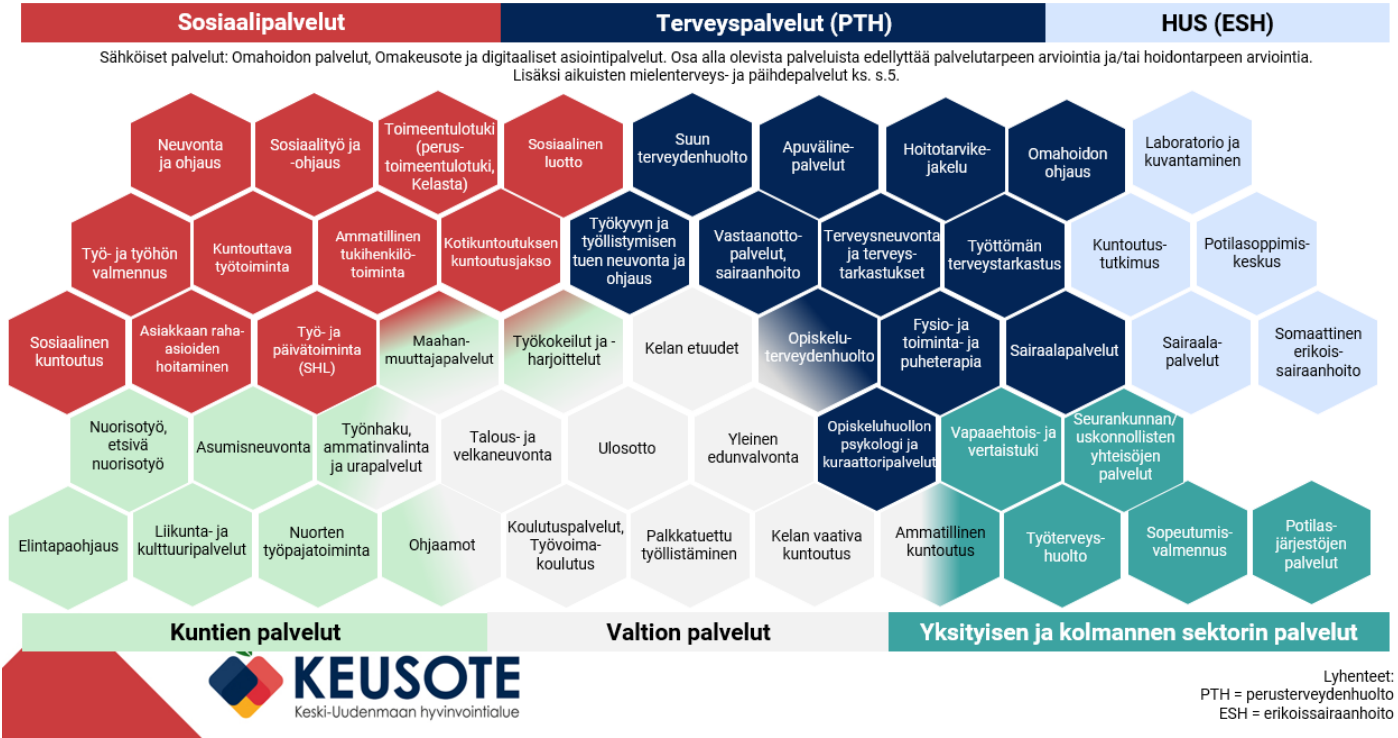 Sosiaalipalvelut
Terveyspalvelut (PTH)
HUS (ESH)
Sähköiset palvelut: Omahoidon palvelut, Omakeusote ja digitaaliset asiointipalvelut. Osa alla olevista palveluista edellyttää palvelutarpeen arviointia ja/tai hoidontarpeen arviointia.
Lisäksi aikuisten mielenterveys- ja päihdepalvelut ks. s.5.
Neuvonta
ja ohjaus
Sosiaalityö ja
-ohjaus
Toimeentulotuki
(perus-
toimeentulotuki,
Kelasta)
Sosiaalinen
luotto
Suun
terveydenhuolto
Apuväline-
palvelut
Hoitotarvike-
jakelu
Omahoidon
ohjaus
Laboratorio ja
kuvantaminen
Työ- ja työhön
valmennus
Kuntouttava
työtoiminta
Ammatillinen
tukihenkilö-
toiminta
Kotikuntoutuksen
kuntoutusjakso
Työkyvyn ja
työllistymisen
tuen neuvonta ja
ohjaus
Vastaanotto-
palvelut,
sairaanhoito
Terveysneuvonta
ja terveys-
tarkastukset
Työttömän
terveystarkastus
Kuntoutus-
tutkimus
Potilasoppimis-
keskus
Sosiaalinen
kuntoutus
Asiakkaan raha-
asioiden
hoitaminen
Työ- ja
päivätoiminta
(SHL)
Maahan-
muuttajapalvelut
Työkokeilut ja -
harjoittelut
Kelan etuudet
Opiskelu-
terveydenhuolto
Fysio- ja
toiminta- ja
puheterapia
Sairaalapalvelut
Sairaala-
palvelut
Somaattinen
erikois-
sairaanhoito
Nuorisotyö,
etsivä
nuorisotyö
Asumisneuvonta
Työnhaku,
ammatinvalinta
ja urapalvelut
Talous- ja
velkaneuvonta
Ulosotto
Yleinen
edunvalvonta
Opiskeluhuollon
psykologi ja
kuraattoripalvelut
Vapaaehtois- ja
vertaistuki
Seurankunnan/
uskonnollisten
yhteisöjen
palvelut
Elintapaohjaus
Liikunta- ja
kulttuuripalvelut
Nuorten
työpajatoiminta
Ohjaamot
Koulutuspalvelut,
Työvoima-
koulutus
Palkkatuettu
työllistäminen
Kelan vaativa
kuntoutus
Ammatillinen
kuntoutus
Työterveys-
huolto
Sopeutumis-
valmennus
Potilas-
järjestöjen
palvelut
Kuntien palvelut
Valtion palvelut
Yksityisen ja kolmannen sektorin palvelut
KEUSOTE
Keski-Uudenmaan hyvinvointialue
Lyhenteet:
PTH = perusterveydenhuolto
ESH = erikoissairaanhoito